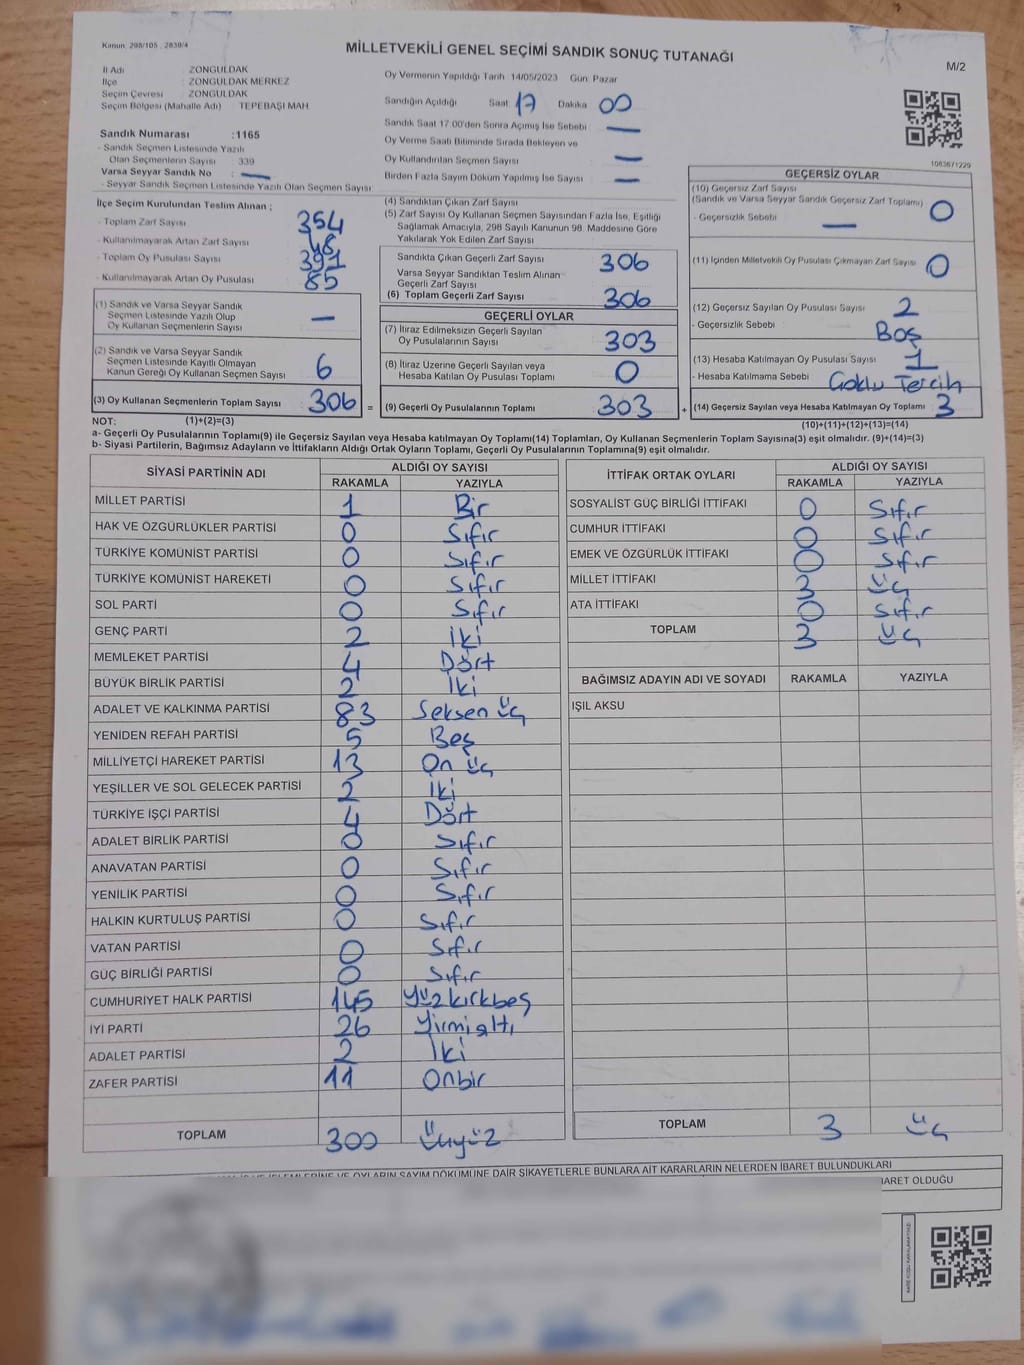 Kanun: 298/105 , 2839/4
MİLLETVEKİLİ GENEL SEÇİMİ SANDIK SONUÇ TUTANAĞI
M/2
İl Adı : ZONGULDAK
İlçe : ZONGULDAK MERKEZ
Seçim Çevresi : ZONGULDAK
Seçim Bölgesi (Mahalle Adı) : TEPEBAŞI MAH
Sandık Numarası :1165
- Sandık Seçmen Listesinde Yazılı
Olan Seçmenlerin Sayısı : 339
Varsa Seyyar Sandık No : —
- Seyyar Sandık Seçmen Listesinde Yazılı Olan Seçmen Sayısı:
Oy Vermenin Yapıldığı Tarih 14/05/2023 Gün: Pazar
Sandığın Açıldığı Saat: 17 Dakika: 00
Sandık Saat 17:00'den Sonra Açmış İse Sebebi : —
Oy Verme Saati Bitiminde Sırada Bekleyen ve
Oy Kullandırılan Seçmen Sayısı : —
Birden Fazla Sayım Döküm Yapılmış İse Sayısı : —
1083671229
İlçe Seçim Kurulundan Teslim Alınan ;
- Toplam Zarf Sayısı : 354
- Kullanılmayarak Artan Zarf Sayısı : 48
- Toplam Oy Pusulası Sayısı : 391
- Kullanılmayarak Artan Oy Pusulası : 85
(1) Sandık ve Varsa Seyyar Sandık
Seçmen Listesinde Yazılı Olup
Oy Kullanan Seçmenlerin Sayısı : —
(2) Sandık ve Varsa Seyyar Sandık
Seçmen Listesinde Kayıtlı Olmayan
Kanun Gereği Oy Kullanan Seçmen Sayısı : 6
(3) Oy Kullanan Seçmenlerin Toplam Sayısı : 306 =
(4) Sandıktan Çıkan Zarf Sayısı :
(5) Zarf Sayısı Oy Kullanan Seçmen Sayısından Fazla İse, Eşitliği
Sağlamak Amacıyla, 298 Sayılı Kanunun 98. Maddesine Göre
Yakılarak Yok Edilen Zarf Sayısı :
Sandıkta Çıkan Geçerli Zarf Sayısı : 306
Varsa Seyyar Sandıktan Teslim Alınan
Geçerli Zarf Sayısı :
(6) Toplam Geçerli Zarf Sayısı : 306
GEÇERLİ OYLAR
(7) İtiraz Edilmeksizin Geçerli Sayılan
Oy Pusulalarının Sayısı : 303
(8) İtiraz Üzerine Geçerli Sayılan veya
Hesaba Katılan Oy Pusulası Toplamı : 0
(9) Geçerli Oy Pusulalarının Toplamı : 303 +
GEÇERSİZ OYLAR
(10) Geçersiz Zarf Sayısı
(Sandık ve Varsa Seyyar Sandık Geçersiz Zarf Toplamı) : 0
- Geçersizlik Sebebi : —
(11) İçinden Milletvekili Oy Pusulası Çıkmayan Zarf Sayısı : 0
(12) Geçersiz Sayılan Oy Pusulası Sayısı : 2
- Geçersizlik Sebebi : Boş
(13) Hesaba Katılmayan Oy Pusulası Sayısı : 1
- Hesaba Katılmama Sebebi : Çoklu Tercih
(14) Geçersiz Sayılan veya Hesaba Katılmayan Oy Toplamı : 3
NOT: (1)+(2)=(3)
(10)+(11)+(12)+(13)=(14)
a- Geçerli Oy Pusulalarının Toplamı(9) ile Geçersiz Sayılan veya Hesaba katılmayan Oy Toplamı(14) Toplamları, Oy Kullanan Seçmenlerin Toplam Sayısına(3) eşit olmalıdır. (9)+(14)=(3)
b- Siyasi Partilerin, Bağımsız Adayların ve İttifakların Aldığı Ortak Oyların Toplamı, Geçerli Oy Pusulalarının Toplamına(9) eşit olmalıdır.
SİYASİ PARTİNİN ADI ALDIĞI OY SAYISI
RAKAMLA YAZIYLA
MİLLET PARTİSİ 1 Bir
HAK VE ÖZGÜRLÜKLER PARTİSİ 0 Sıfır
TÜRKİYE KOMÜNİST PARTİSİ 0 Sıfır
TÜRKİYE KOMÜNİST HAREKETİ 0 Sıfır
SOL PARTİ 0 Sıfır
GENÇ PARTİ 2 İki
MEMLEKET PARTİSİ 4 Dört
BÜYÜK BİRLİK PARTİSİ 2 İki
ADALET VE KALKINMA PARTİSİ 83 Seksen üç
YENİDEN REFAH PARTİSİ 5 Beş
MİLLİYETÇİ HAREKET PARTİSİ 13 On üç
YEŞİLLER VE SOL GELECEK PARTİSİ 2 İki
TÜRKİYE İŞÇİ PARTİSİ 4 Dört
ADALET BİRLİK PARTİSİ 0 Sıfır
ANAVATAN PARTİSİ 0 Sıfır
YENİLİK PARTİSİ 0 Sıfır
HALKIN KURTULUŞ PARTİSİ 0 Sıfır
VATAN PARTİSİ 0 Sıfır
GÜÇ BİRLİĞİ PARTİSİ 0 Sıfır
CUMHURİYET HALK PARTİSİ 145 Yüzkırkbeş
İYİ PARTİ 26 Yirmialtı
ADALET PARTİSİ 2 İki
ZAFER PARTİSİ 11 Onbir
TOPLAM 300 Üçyüz
İTTİFAK ORTAK OYLARI ALDIĞI OY SAYISI
RAKAMLA YAZIYLA
SOSYALİST GÜÇ BİRLİĞİ İTTİFAKI 0 Sıfır
CUMHUR İTTİFAKI 0 Sıfır
EMEK VE ÖZGÜRLÜK İTTİFAKI 0 Sıfır
MİLLET İTTİFAKI 3 Üç
ATA İTTİFAKI 0 Sıfır
TOPLAM 3 Üç
BAĞIMSIZ ADAYIN ADI VE SOYADI RAKAMLA YAZIYLA
IŞIL AKSU
TOPLAM 3 Üç
İŞLEMLERİNE VE OYLARIN SAYIM DÖKÜMÜNE DAİR ŞİKAYETLERLE BUNLARA AİT KARARLARIN NELERDEN İBARET BULUNDUKLARI
BARET OLDUĞU